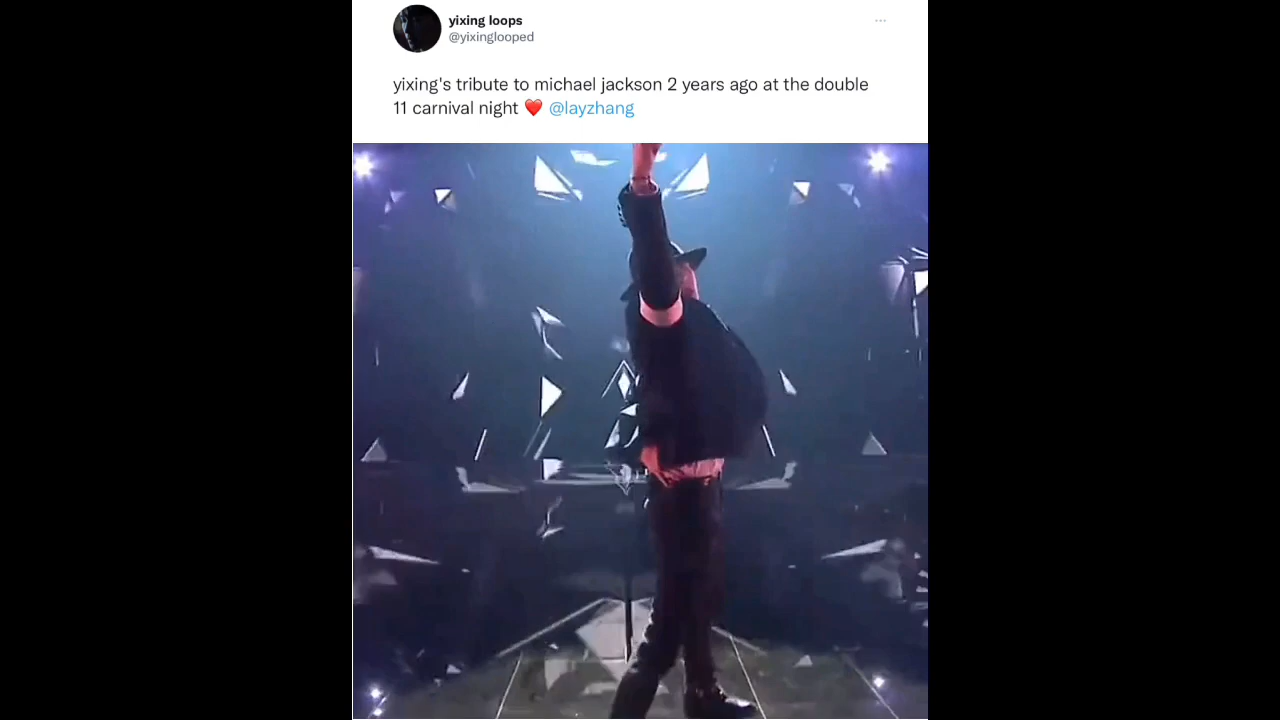 yixing loops
@yixinglooped
yixing's tribute to michael jackson 2 years ago at the double
11 carnival night ❤️ @layzhang